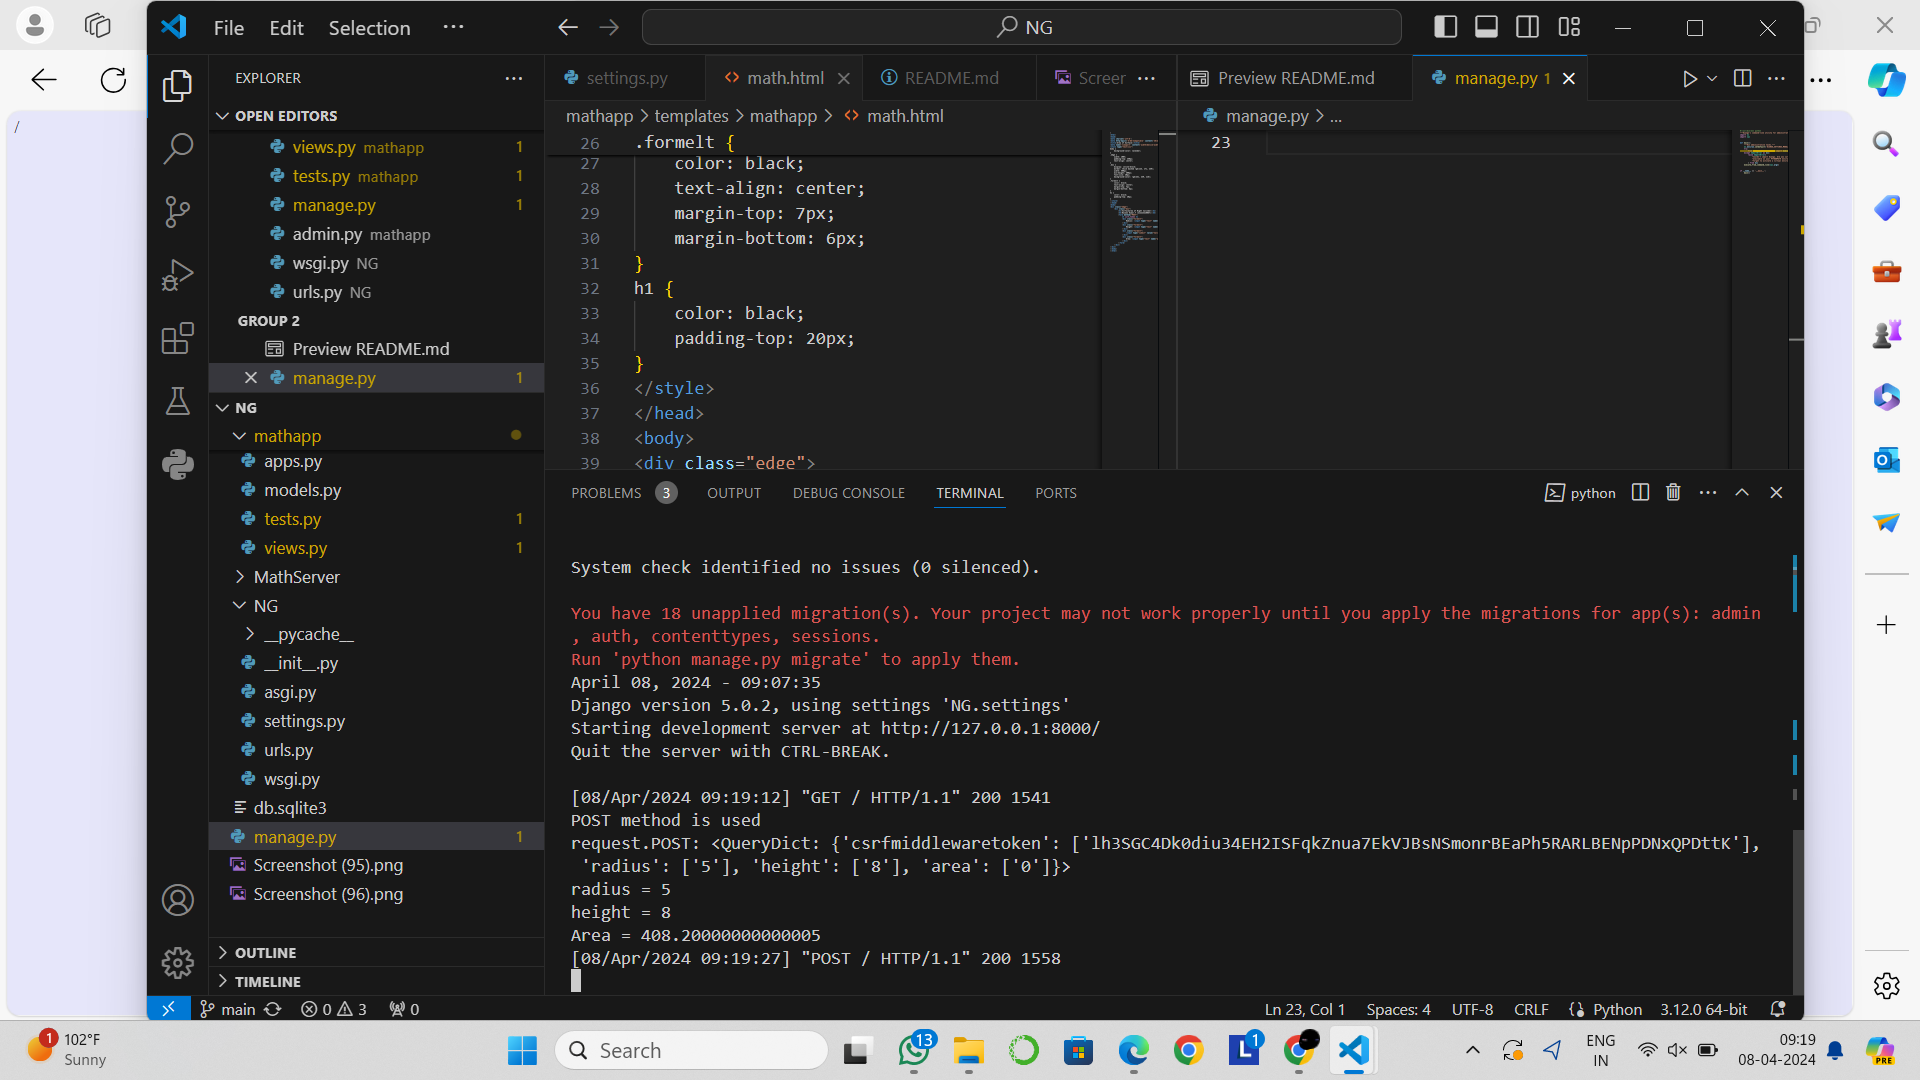 File Edit Selection ···
NG
EXPLORER
OPEN EDITORS
views.py mathapp 1
tests.py mathapp 1
manage.py 1
admin.py mathapp
wsgi.py NG
urls.py NG
GROUP 2
Preview README.md
manage.py 1
NG
mathapp
apps.py
models.py
tests.py 1
views.py 1
MathServer
NG
__pycache__
__init__.py
asgi.py
settings.py
urls.py
wsgi.py
db.sqlite3
manage.py 1
Screenshot (95).png
Screenshot (96).png
OUTLINE
TIMELINE
/
settings.py math.html README.md Screer
mathapp > templates > mathapp > math.html
26 .formelt {
27 color: black;
28 text-align: center;
29 margin-top: 7px;
30 margin-bottom: 6px;
31 }
32 h1 {
33 color: black;
34 padding-top: 20px;
35 }
36 </style>
37 </head>
38 <body>
39 <div class="edge">
Preview README.md manage.py 1
manage.py > ...
23
PROBLEMS 3 OUTPUT DEBUG CONSOLE TERMINAL PORTS
python
System check identified no issues (0 silenced).
You have 18 unapplied migration(s). Your project may not work properly until you apply the migrations for app(s): admin
, auth, contenttypes, sessions.
Run 'python manage.py migrate' to apply them.
April 08, 2024 - 09:07:35
Django version 5.0.2, using settings 'NG.settings'
Starting development server at http://127.0.0.1:8000/
Quit the server with CTRL-BREAK.
[08/Apr/2024 09:19:12] "GET / HTTP/1.1" 200 1541
POST method is used
request.POST: <QueryDict: {'csrfmiddlewaretoken': ['lh3SGC4Dk0diu34EH2ISFqkZnua7EkVJBsNSmonrBEaPh5RARLBENpPDNxQPDttK'],
'radius': ['5'], 'height': ['8'], 'area': ['0']}>
radius = 5
height = 8
Area = 408.20000000000005
[08/Apr/2024 09:19:27] "POST / HTTP/1.1" 200 1558
main 0 3 0
Ln 23, Col 1 Spaces: 4 UTF-8 CRLF Python 3.12.0 64-bit
1
102°F
Sunny
Search
13
L
1
ENG
IN
09:19
08-04-2024
PRE